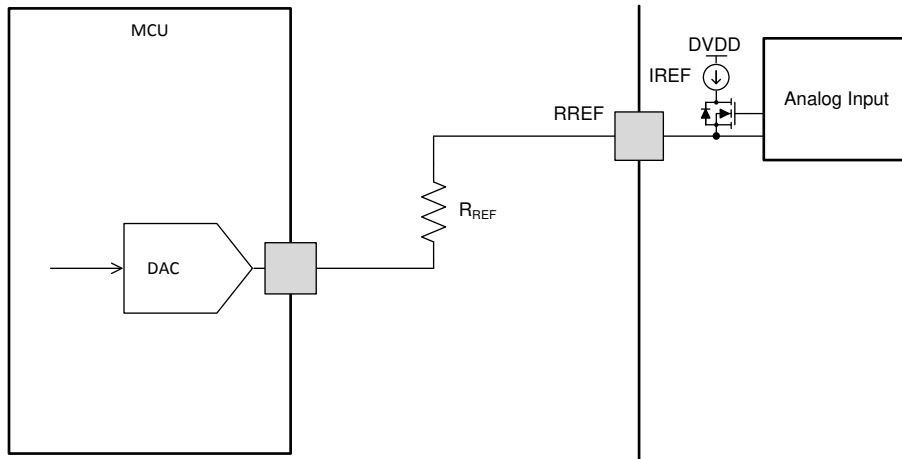 MCU
DVDD
IREF
Analog Input
RREF
RREF
DAC